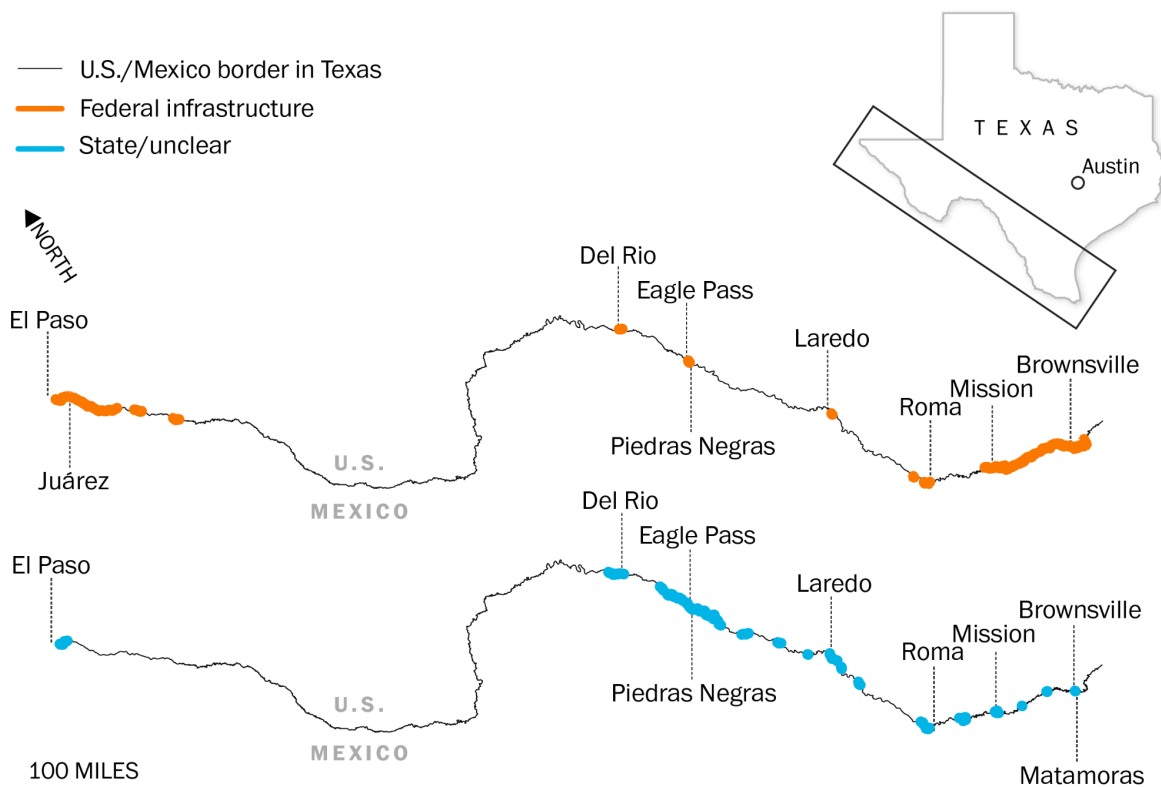 U.S./Mexico border in Texas
Federal infrastructure
State/unclear
TEXAS
Austin
NORTH
Del Rio
Eagle Pass
El Paso
Laredo
Brownsville
Mission
Roma
Piedras Negras
Juárez
U.S.
MEXICO
Del Rio
Eagle Pass
El Paso
Laredo
Brownsville
Mission
Roma
Piedras Negras
U.S.
MEXICO
100 MILES
Matamoras